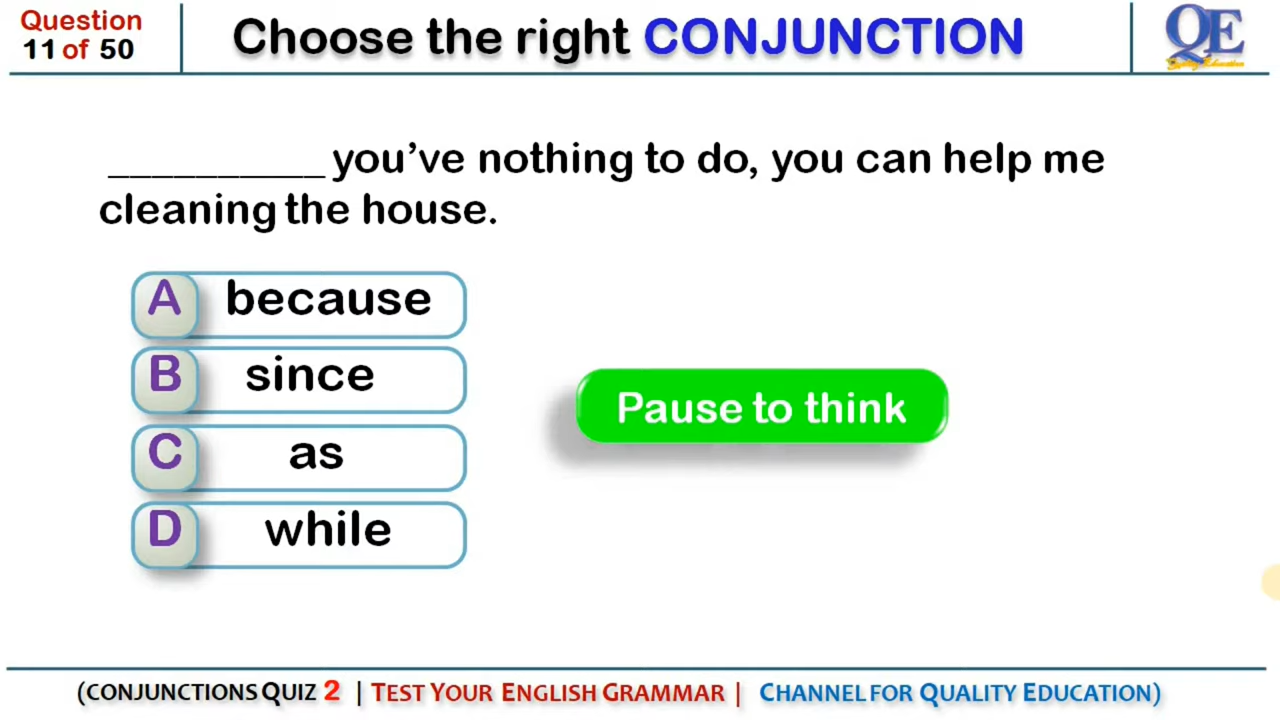 Question
11 of 50
Choose the right CONJUNCTION
QE
Quality Education
__________ you've nothing to do, you can help me
cleaning the house.
A because
B since
C as
D while
Pause to think
(CONJUNCTIONS QUIZ 2 | TEST YOUR ENGLISH GRAMMAR | CHANNEL FOR QUALITY EDUCATION)